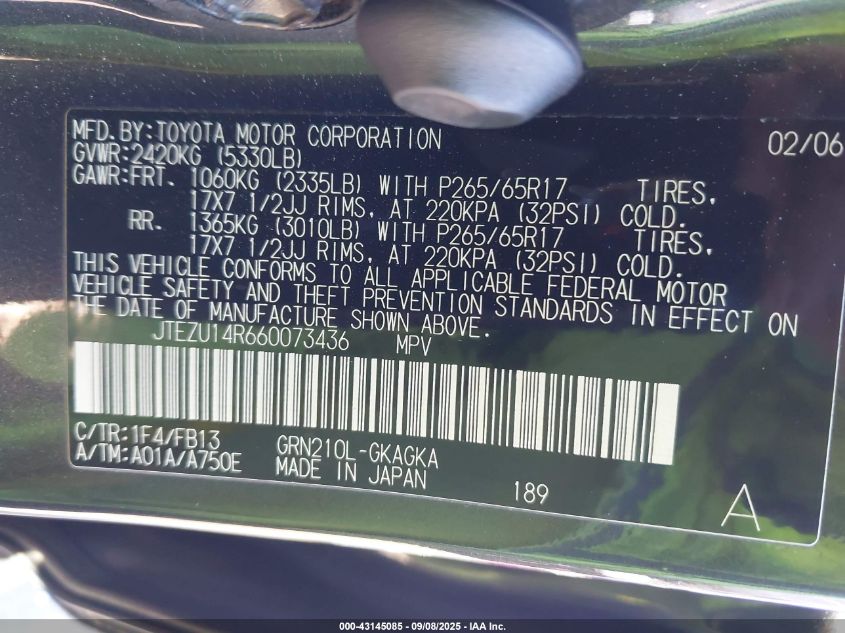 MFD.BY:TOYOTA MOTOR CORPORATION 02/06
GVWR:2420KG (5330LB)
GAWR:FRT. 1060KG (2335LB) WITH P265/65R17 TIRES,
17X7 1/2JJ RIMS, AT 220KPA (32PSI) COLD.
RR. 1365KG (3010LB) WITH P265/65R17 TIRES,
17X7 1/2JJ RIMS, AT 220KPA (32PSI) COLD.
THIS VEHICLE CONFORMS TO ALL APPLICABLE FEDERAL MOTOR
VEHICLE SAFETY AND THEFT PREVENTION STANDARDS IN EFFECT ON
THE DATE OF MANUFACTURE SHOWN ABOVE.
JTEZU14R660073436 MPV
C/TR:1F4/FB13 GRN210L-GKAGKA
A/TM:A01A/A750E MADE IN JAPAN 189 A
000-43145085 - 09/08/2025 - IAA Inc.